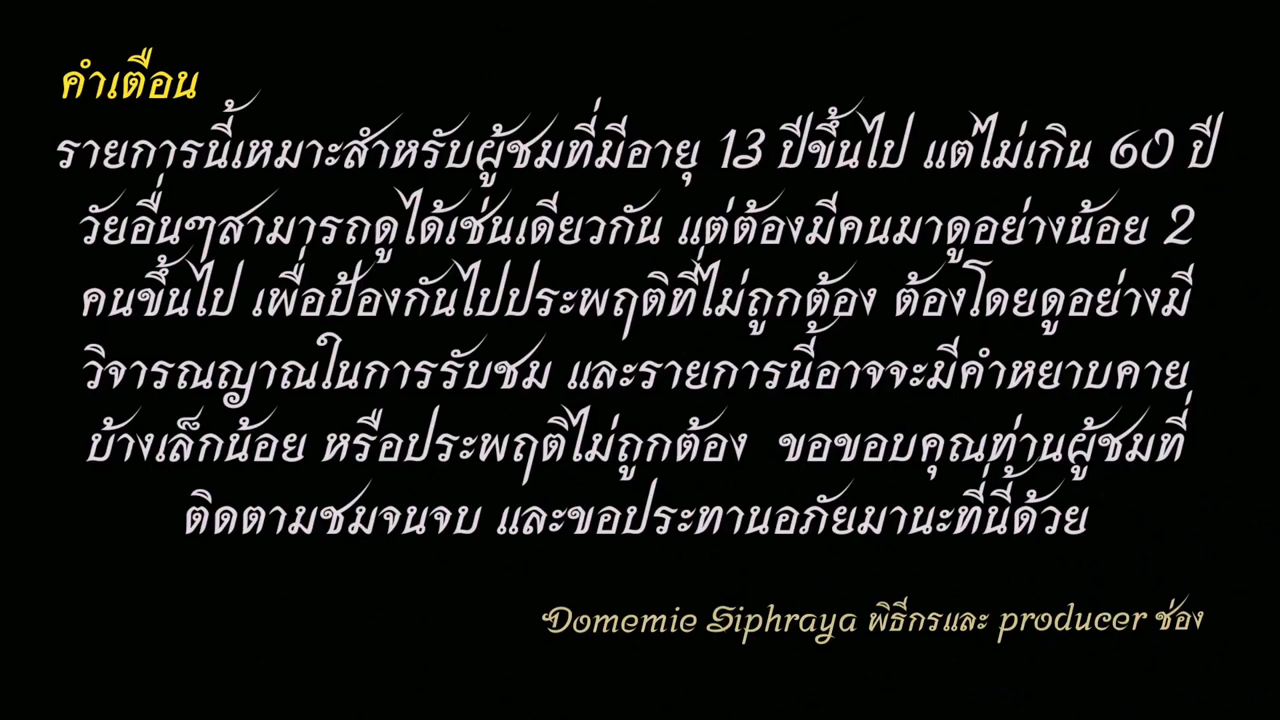 คำเตือน
รายการนี้เหมาะสำหรับผู้ชมที่มีอายุ 13 ปีขึ้นไป แต่ไม่เกิน 60 ปี
วัยอื่นๆสามารถดูได้เช่นเดียวกัน แต่ต้องมีคนมาดูอย่างน้อย 2
คนขึ้นไป เพื่อป้องกันไปประพฤติที่ไม่ถูกต้อง ต้องโดยดูอย่างมี
วิจารณญาณในการรับชม และรายการนี้อาจจะมีคำหยาบคาย
บ้างเล็กน้อย หรือประพฤติไม่ถูกต้อง ขอขอบคุณท่านผู้ชมที่
ติดตามชมจนจบ และขอประทานอภัยมานะที่นี้ด้วย
Domemie Siphraya พิธีกรและ producer ช่อง